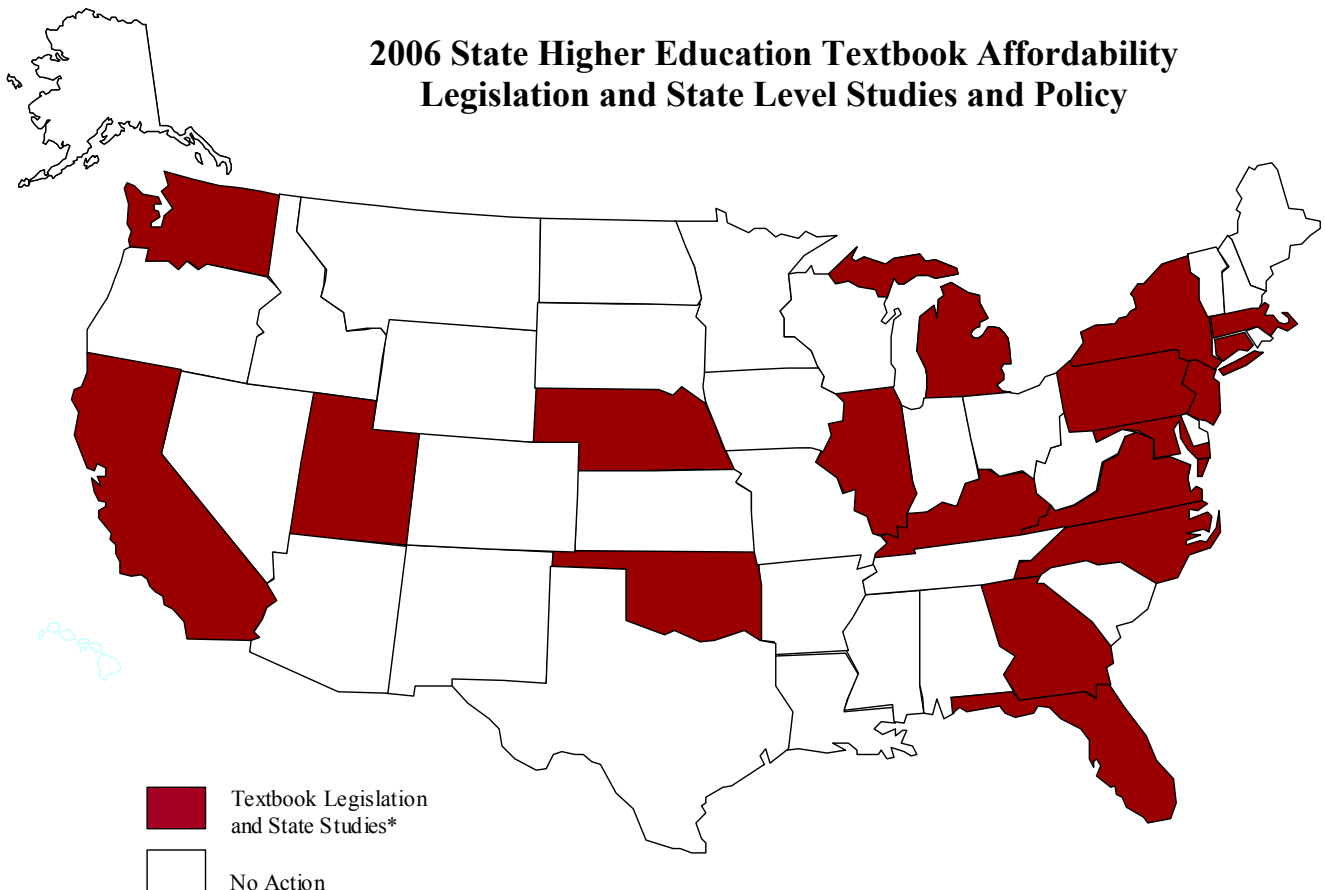 2006 State Higher Education Textbook Affordability
Legislation and State Level Studies and Policy
Textbook Legislation
and State Studies*
No Action